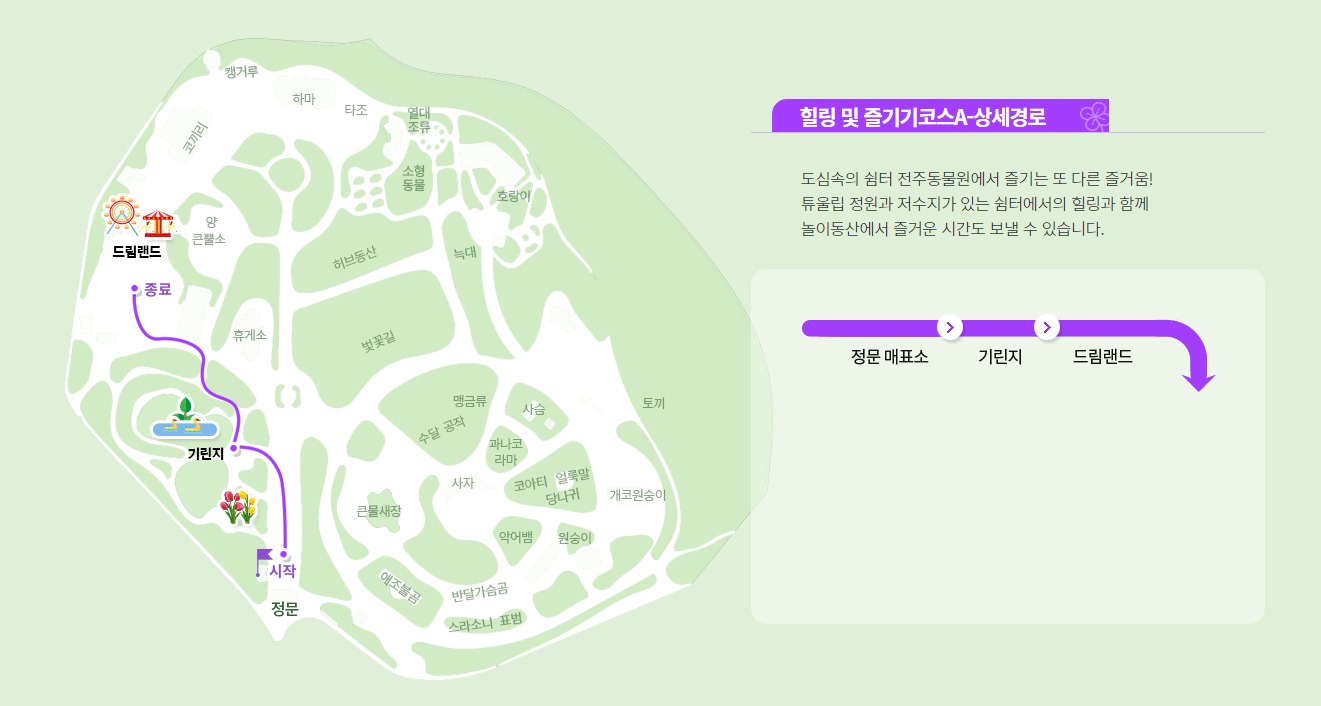 캥거루
하마
타조
열대
조류
코끼리
소형
동물
호랑이
양
큰뿔소
드림랜드
허브동산
늑대
종료
휴게소
벚꽃길
맹금류
사슴
토끼
수달 공작
과나코
라마
기린지
사자
코아티
얼룩말
당나귀
개코원숭이
큰물새장
악어뱀
원숭이
시작
애조불곰
반달가슴곰
정문
스라소니 표범
힐링 및 즐기기코스A-상세경로
도심속의 쉼터 전주동물원에서 즐기는 또 다른 즐거움!
튜울립 정원과 저수지가 있는 쉼터에서의 힐링과 함께
놀이동산에서 즐거운 시간도 보낼 수 있습니다.
정문 매표소
기린지
드림랜드